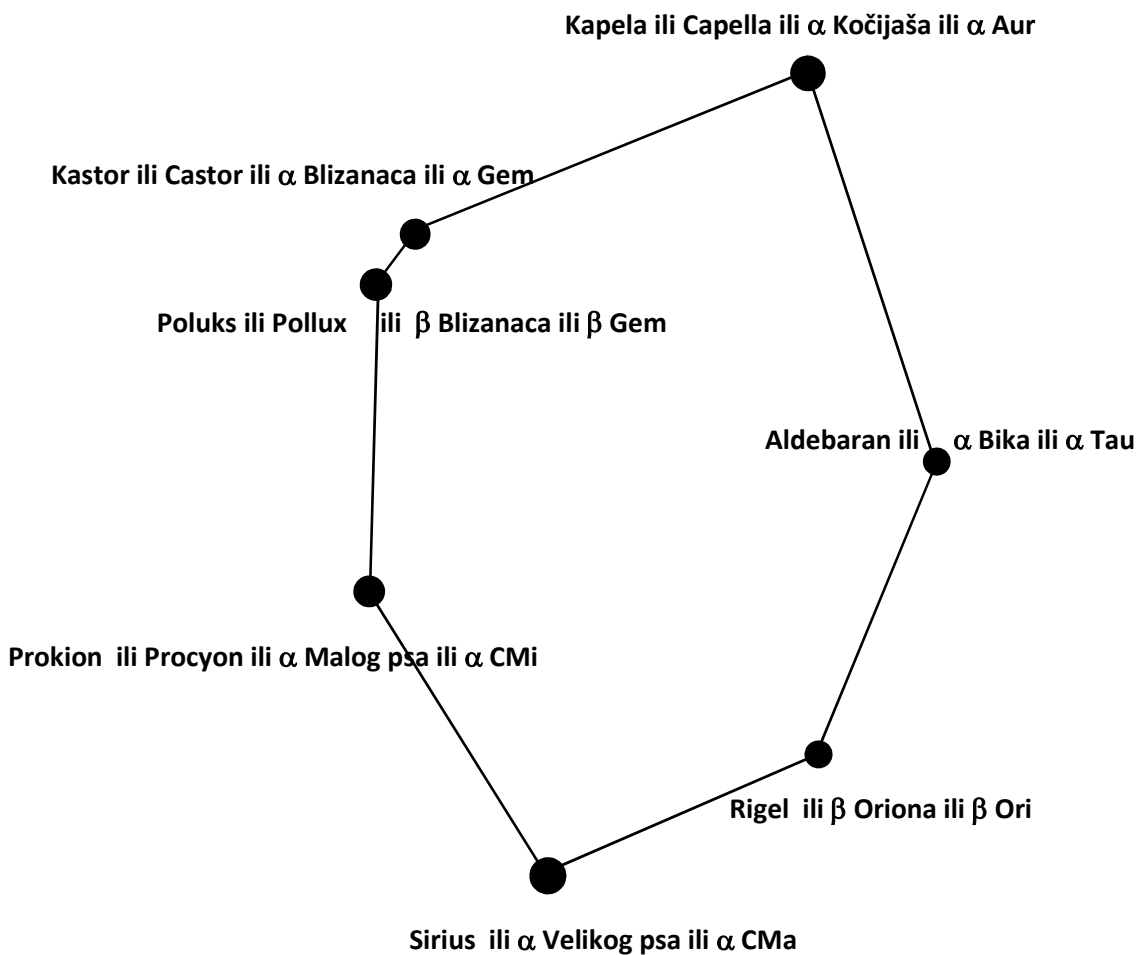 Kapela ili Capella ili α Kočijaša ili α Aur
Kastor ili Castor ili α Blizanaca ili α Gem
Poluks ili Pollux ili β Blizanaca ili β Gem
Aldebaran ili α Bika ili α Tau
Prokion ili Procyon ili α Malog psa ili α CMi
Rigel ili β Oriona ili β Ori
Sirius ili α Velikog psa ili α CMa